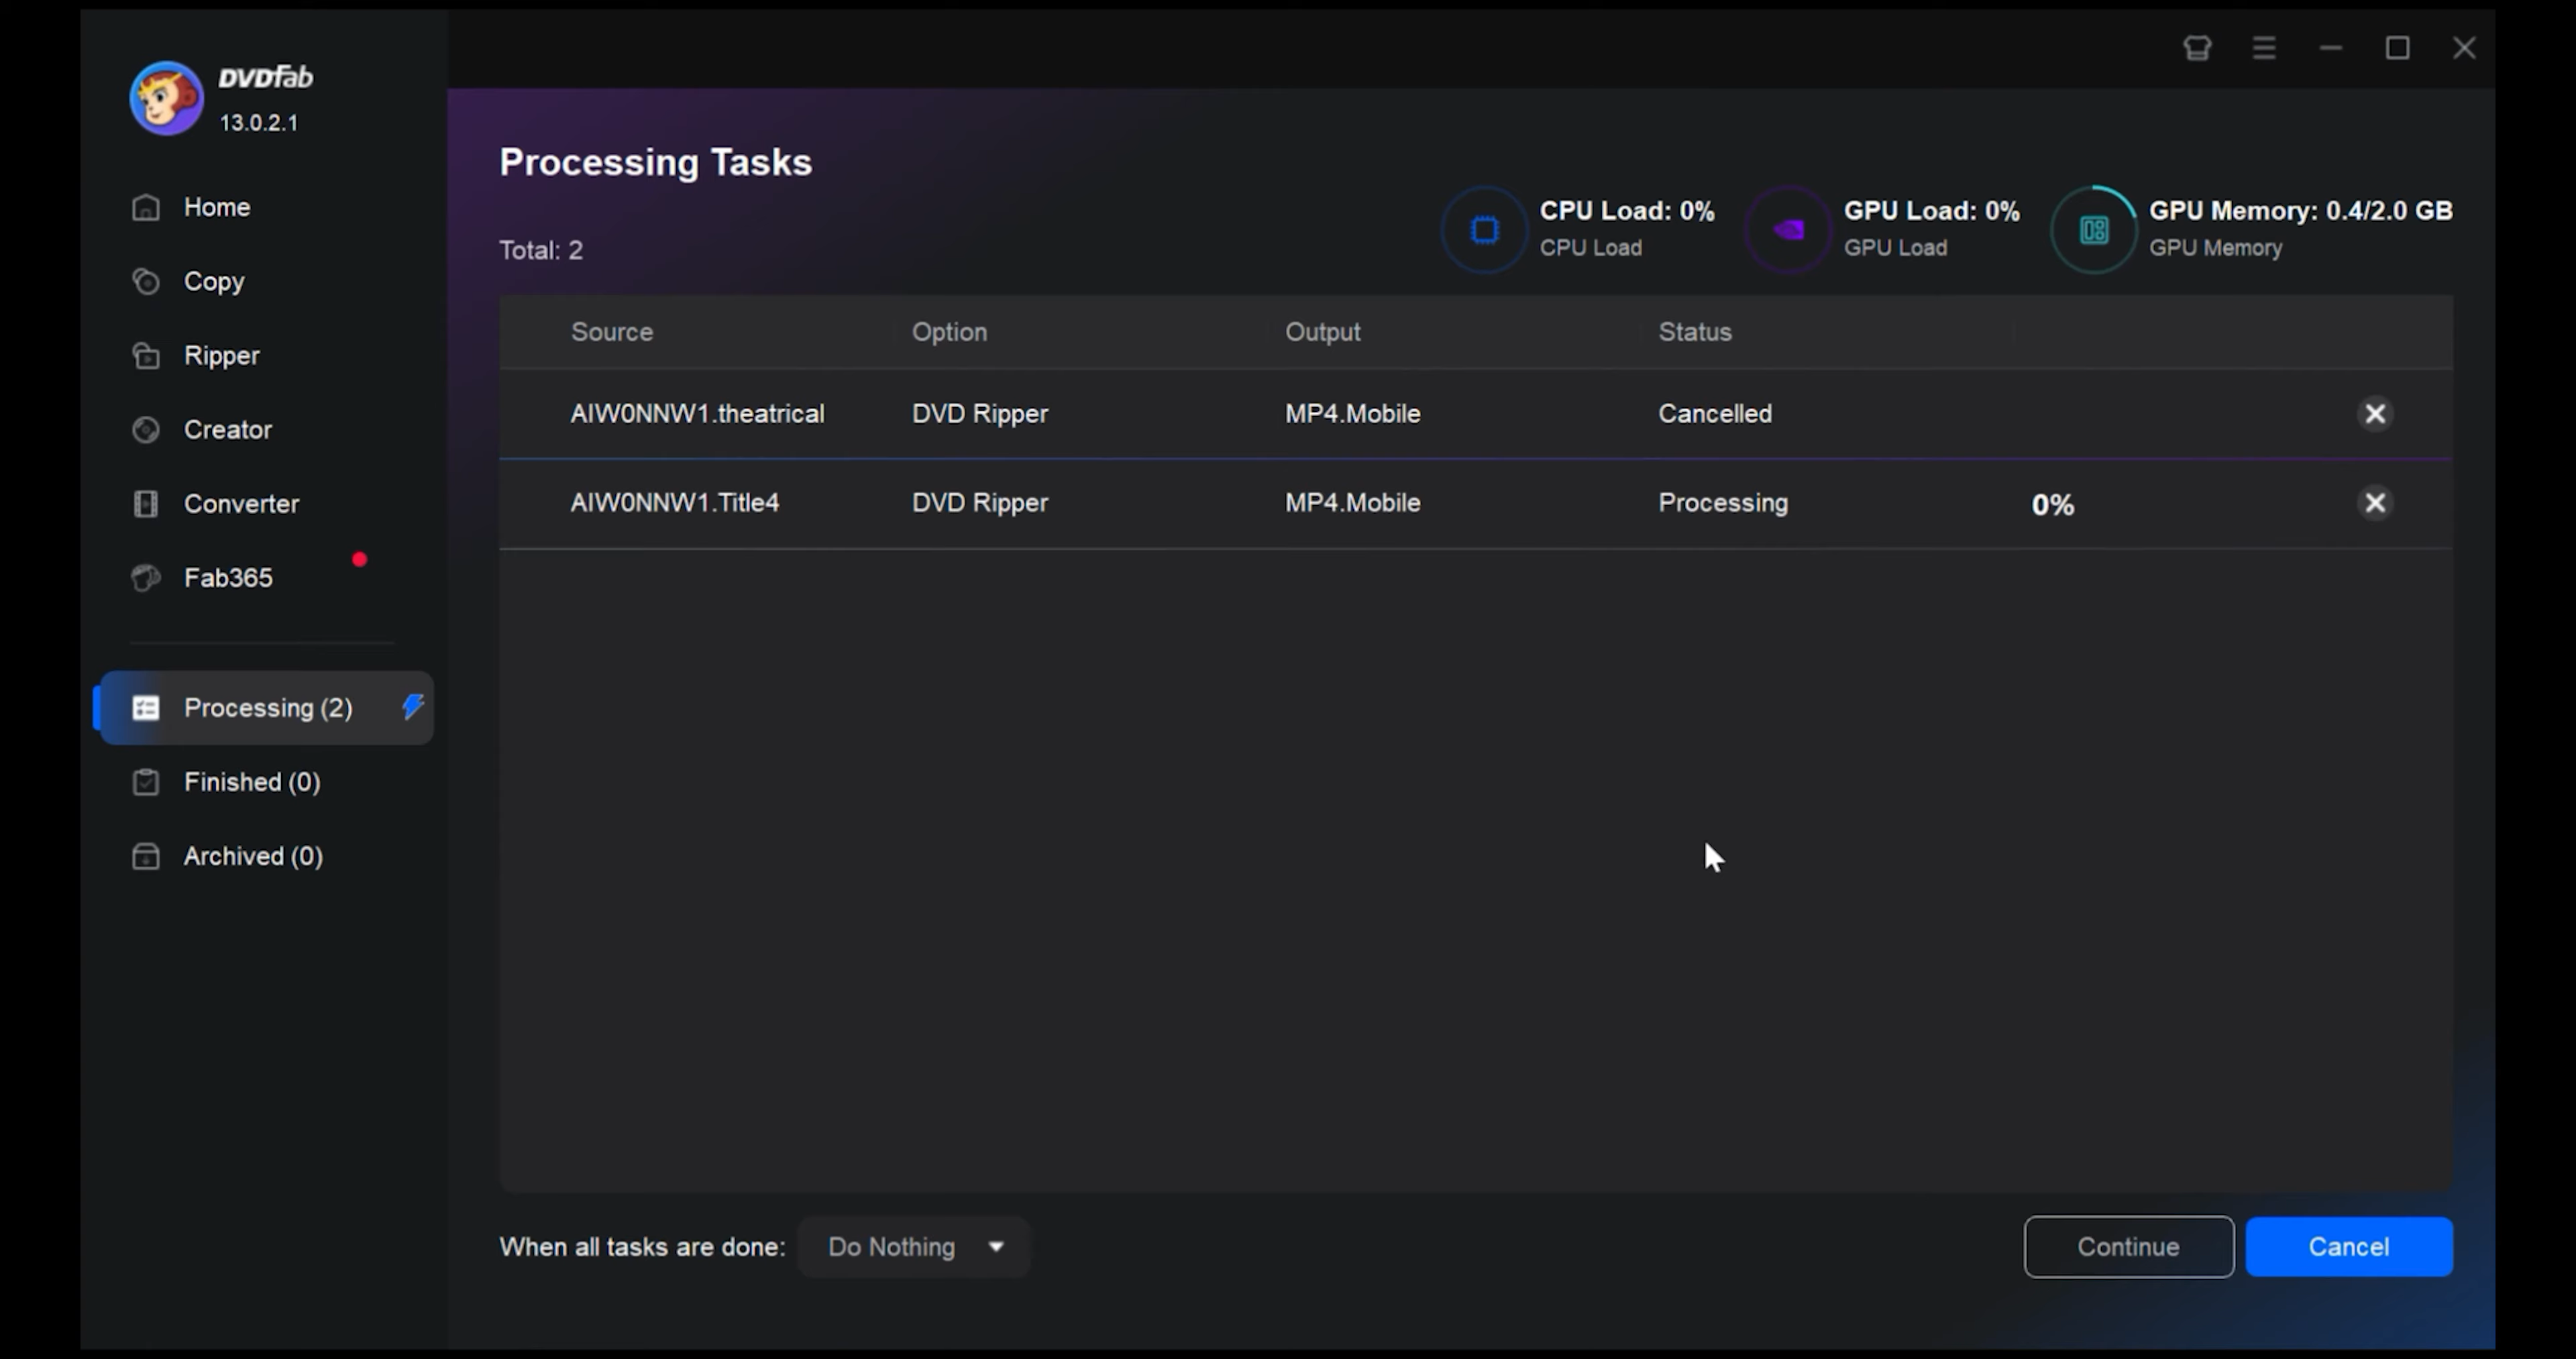 DVDFab
13.0.2.1
Home
Copy
Ripper
Creator
Converter
Fab365
Processing (2)
Finished (0)
Archived (0)
Processing Tasks
Total: 2
CPU Load: 0%
CPU Load
GPU Load: 0%
GPU Load
GPU Memory: 0.4/2.0 GB
GPU Memory
Source Option Output Status
AIW0NNW1.theatrical DVD Ripper MP4.Mobile Cancelled
AIW0NNW1.Title4 DVD Ripper MP4.Mobile Processing 0%
When all tasks are done: Do Nothing
Continue
Cancel